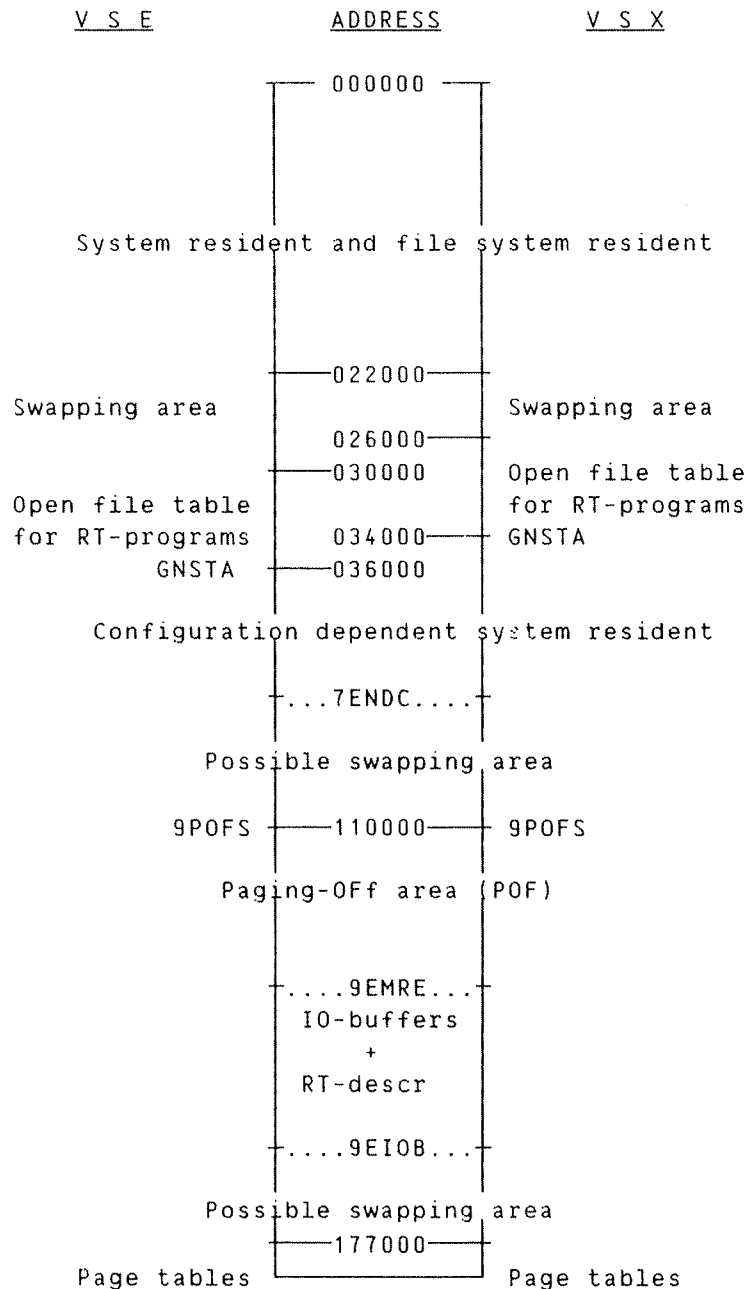 V S E ADDRESS V S X
000000
System resident and file system resident
022000
Swapping area Swapping area
026000
030000 Open file table
Open file table for RT-programs
for RT-programs 034000 GNSTA
GNSTA 036000
Configuration dependent system resident
...7ENDC....
Possible swapping area
9POFS 110000 9POFS
Paging-OFf area (POF)
....9EMRE...
IO-buffers
+
RT-descr
....9EIOB...
Possible swapping area
177000
Page tables Page tables